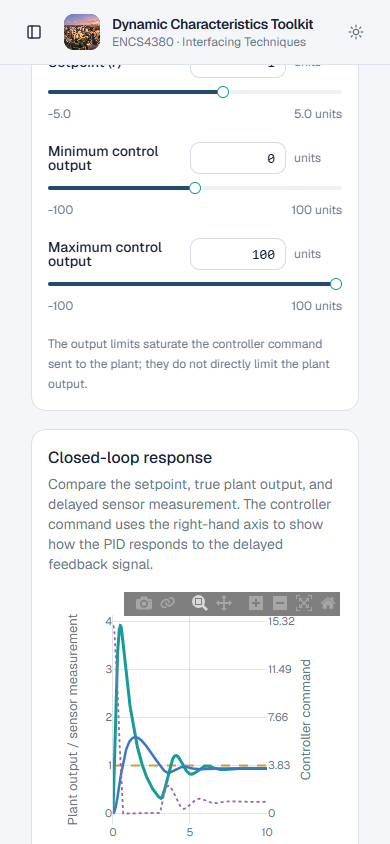 Dynamic Characteristics Toolkit
ENCS4380 · Interfacing Techniques
-5.0
5.0 units
Minimum control
output
0
units
-100
100 units
Maximum control
output
100
units
-100
100 units
The output limits saturate the controller command
sent to the plant; they do not directly limit the plant
output.
Closed-loop response
Compare the setpoint, true plant output, and
delayed sensor measurement. The controller
command uses the right-hand axis to show
how the PID responds to the delayed
feedback signal.
Plant output / sensor measurement
4
3
2
1
0
15.32
11.49
7.66
3.83
0
Controller command
0
5
10